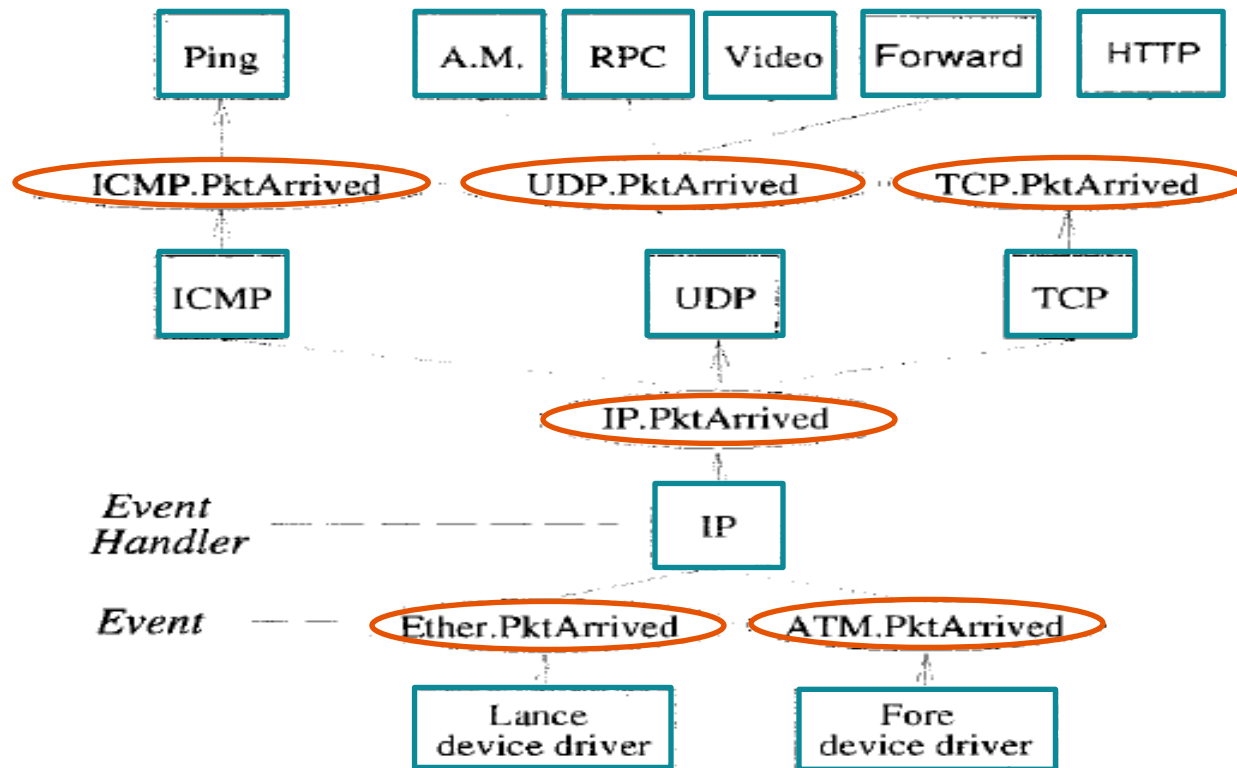 Ping
A.M.
RPC
Video
Forward
HTTP
ICMP.PktArrived
UDP.PktArrived
TCP.PktArrived
ICMP
UDP
TCP
IP.PktArrived
Event
Handler
IP
Event
Ether.PktArrived
ATM.PktArrived
Lance
device driver
Fore
device driver